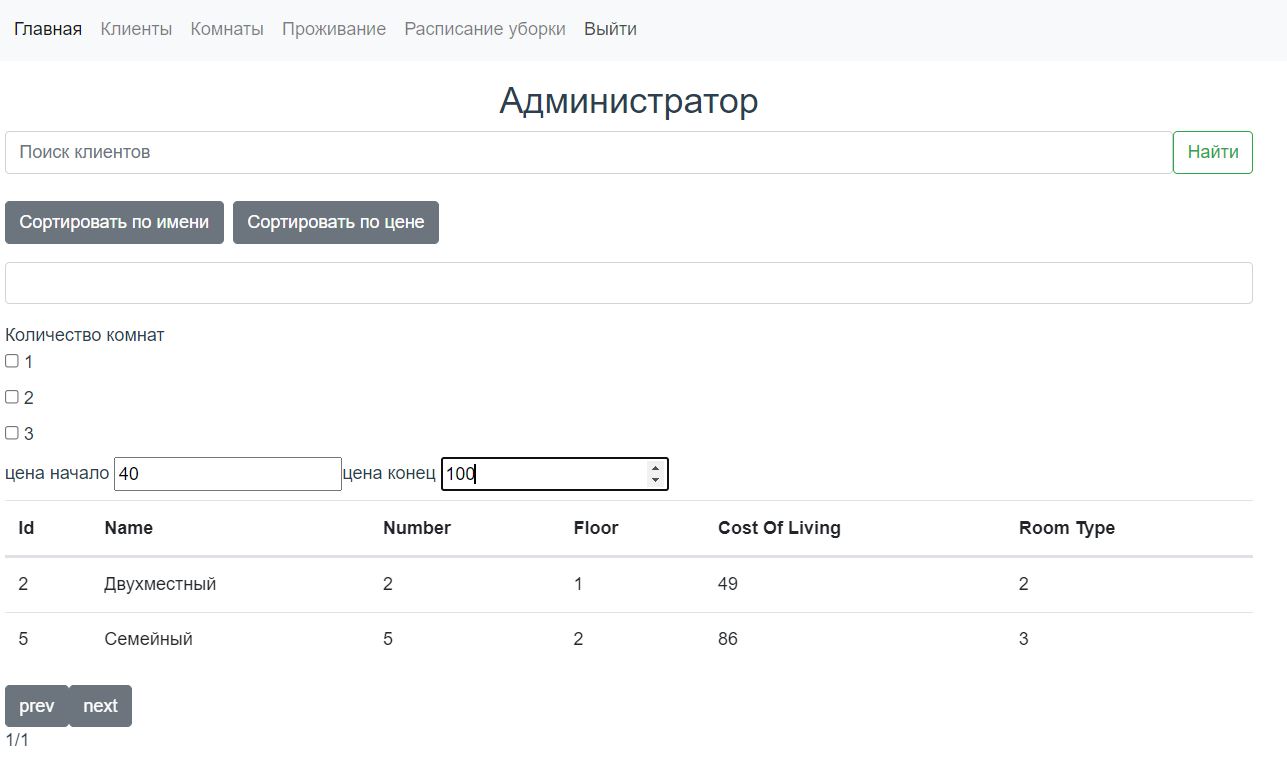 Главная Клиенты Комнаты Проживание Расписание уборки Выйти
Администратор
Поиск клиентов Найти
Сортировать по имени Сортировать по цене
Количество комнат
1
2
3
цена начало 40 цена конец 100
Id Name Number Floor Cost Of Living Room Type
2 Двухместный 2 1 49 2
5 Семейный 5 2 86 3
prev next
1/1